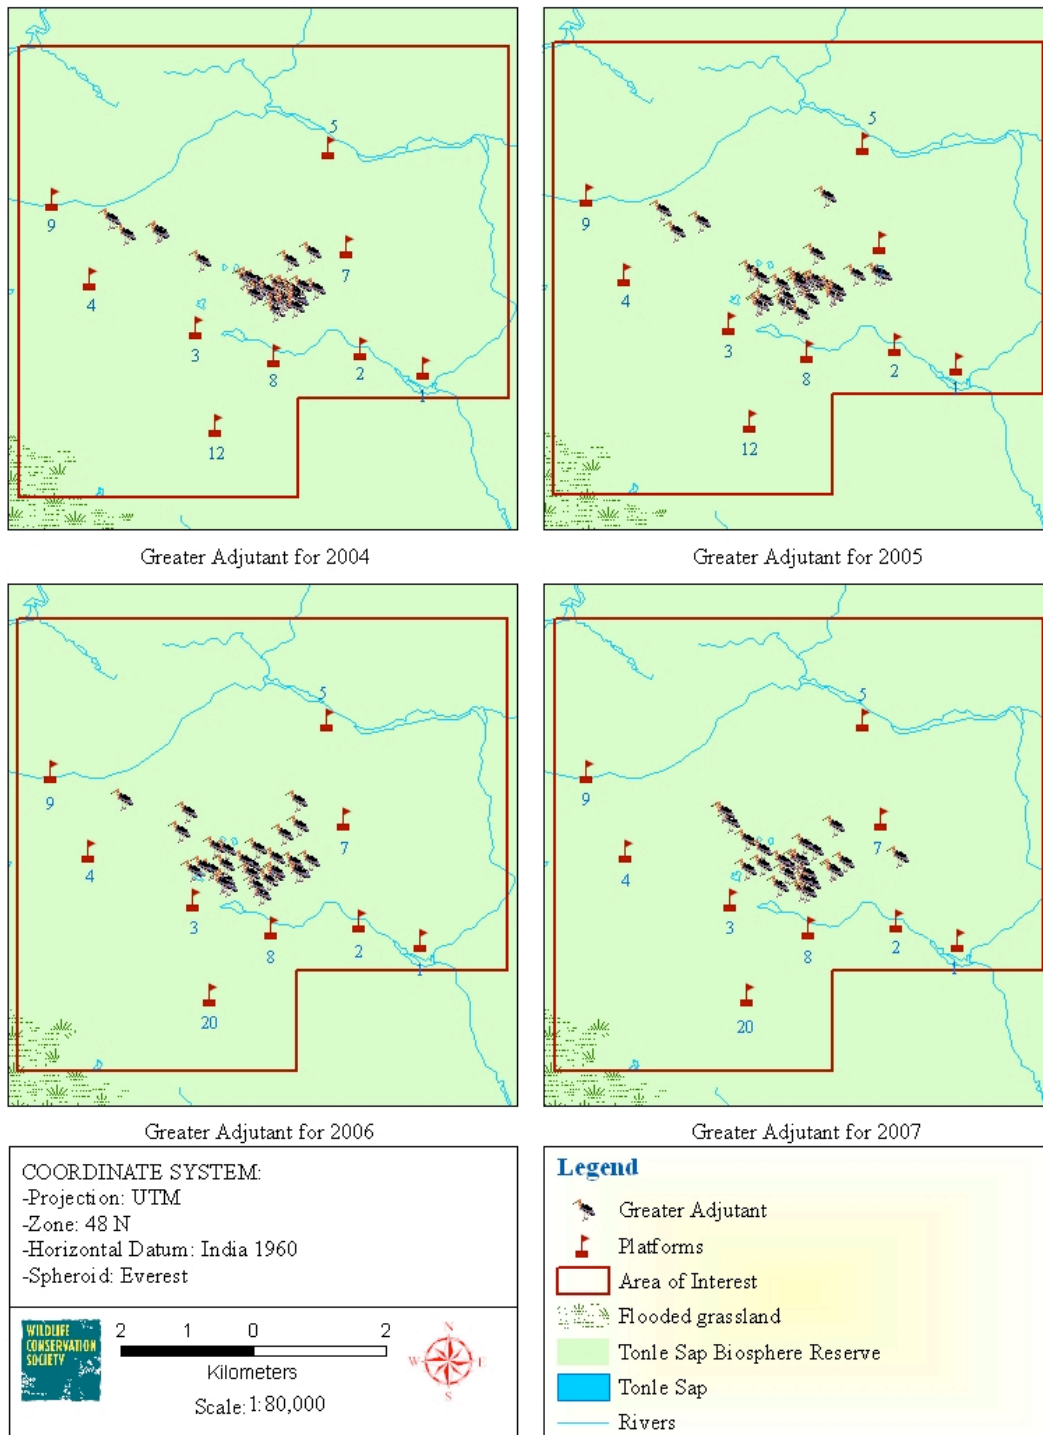 5
9
7
4
3
8
2
1
12
Greater Adjutant for 2004
5
9
4
3
8
2
1
12
Greater Adjutant for 2005
5
9
7
4
3
8
2
1
20
Greater Adjutant for 2006
5
9
7
4
3
8
2
1
20
Greater Adjutant for 2007
COORDINATE SYSTEM:
-Projection: UTM
-Zone: 48 N
-Horizontal Datum: India 1960
-Spheroid: Everest
WILDLIFE
CONSERVATION
SOCIETY
2 1 0 2
Kilometers
Scale: 1:80,000
N
W E
S
Legend
Greater Adjutant
Platforms
Area of Interest
Flooded grassland
Tonle Sap Biosphere Reserve
Tonle Sap
Rivers